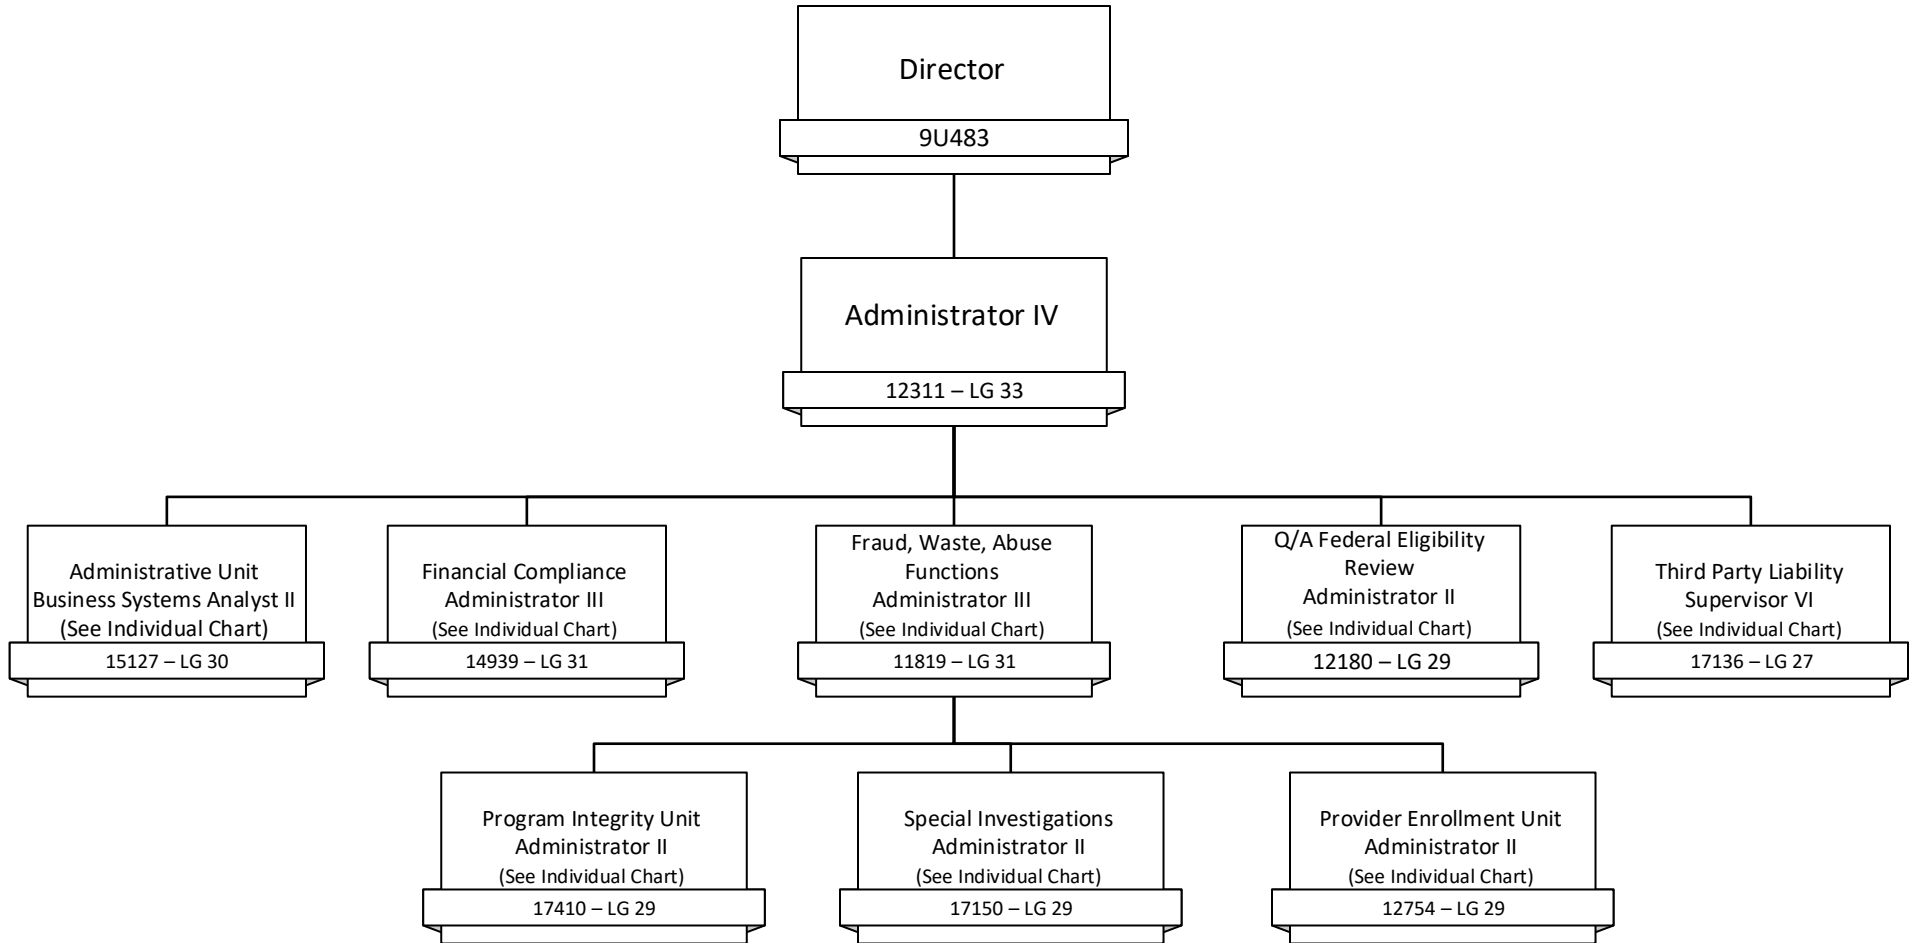 Director
9U483
Administrator IV
12311 – LG 33
Administrative Unit
Business Systems Analyst II
(See Individual Chart)
15127 – LG 30
Financial Compliance
Administrator III
(See Individual Chart)
14939 – LG 31
Fraud, Waste, Abuse
Functions
Administrator III
(See Individual Chart)
11819 – LG 31
Q/A Federal Eligibility
Review
Administrator II
(See Individual Chart)
12180 – LG 29
Third Party Liability
Supervisor VI
(See Individual Chart)
17136 – LG 27
Program Integrity Unit
Administrator II
(See Individual Chart)
17410 – LG 29
Special Investigations
Administrator II
(See Individual Chart)
17150 – LG 29
Provider Enrollment Unit
Administrator II
(See Individual Chart)
12754 – LG 29